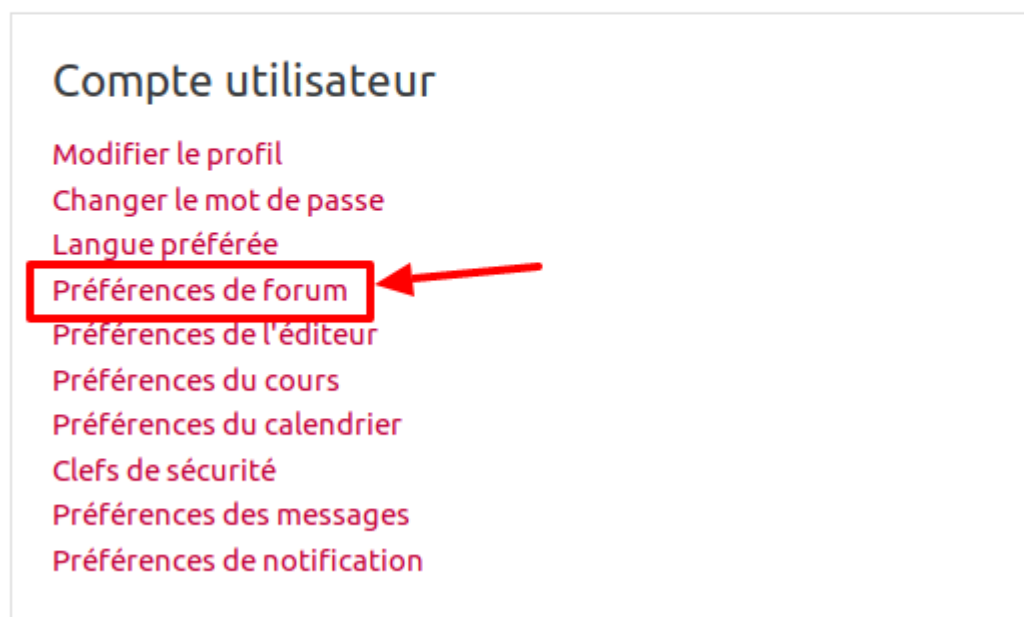 Compte utilisateur
Modifier le profil
Changer le mot de passe
Langue préférée
Préférences de forum
Préférences de l'éditeur
Préférences du cours
Préférences du calendrier
Clefs de sécurité
Préférences des messages
Préférences de notification